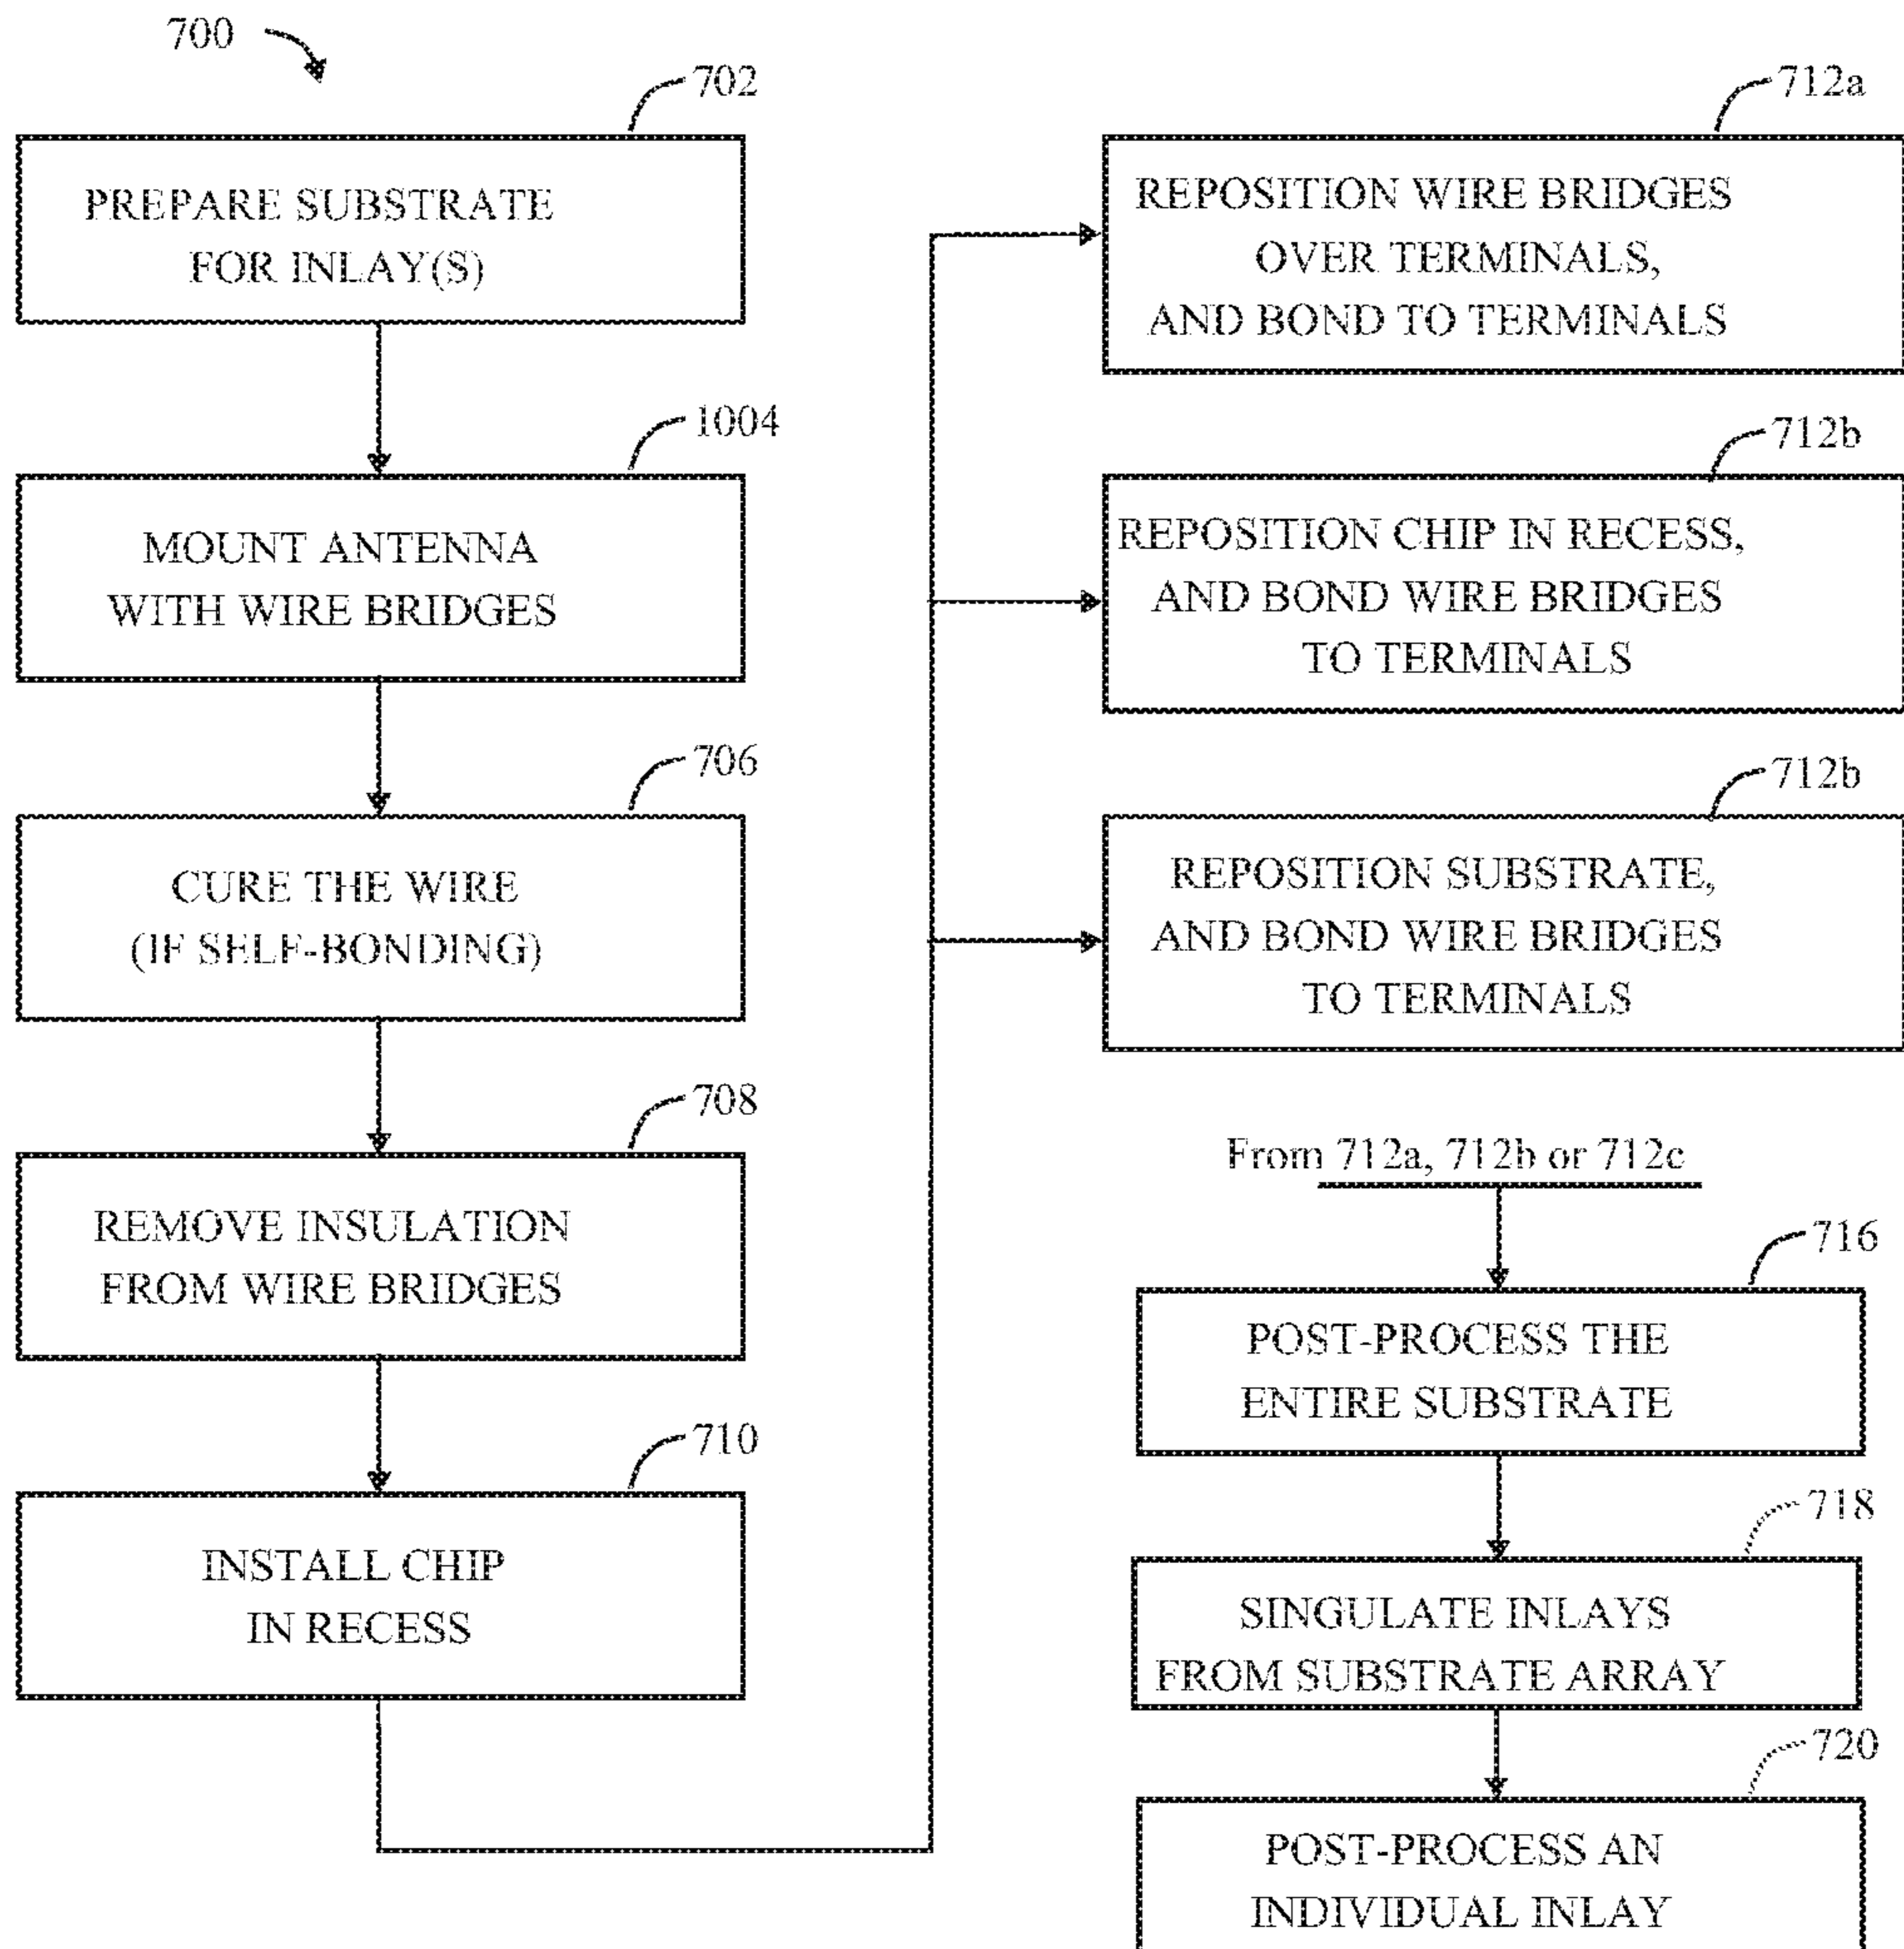 700
702
PREPARE SUBSTRATE
FOR INLAY(S)
1004
MOUNT ANTENNA
WITH WIRE BRIDGES
706
CURE THE WIRE
(IF SELF-BONDING)
708
REMOVE INSULATION
FROM WIRE BRIDGES
710
INSTALL CHIP
IN RECESS
712a
REPOSITION WIRE BRIDGES
OVER TERMINALS,
AND BOND TO TERMINALS
712b
REPOSITION CHIP IN RECESS,
AND BOND WIRE BRIDGES
TO TERMINALS
712b
REPOSITION SUBSTRATE,
AND BOND WIRE BRIDGES
TO TERMINALS
From 712a, 712b or 712c
716
POST-PROCESS THE
ENTIRE SUBSTRATE
718
SINGULATE INLAYS
FROM SUBSTRATE ARRAY
720
POST-PROCESS AN
INDIVIDUAL INLAY